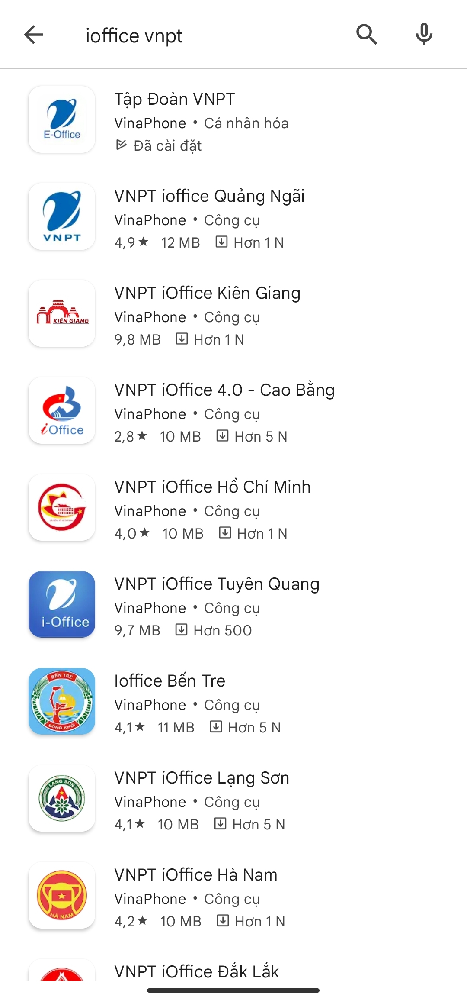 ioffice vnpt
E-Office
Tập Đoàn VNPT
VinaPhone • Cá nhân hóa
Đã cài đặt
VNPT
VNPT ioffice Quảng Ngãi
VinaPhone • Công cụ
4,9★ 12 MB Hơn 1 N
KIÊN GIANG
VNPT iOffice Kiên Giang
VinaPhone • Công cụ
9,8 MB Hơn 1 N
iOffice
VNPT iOffice 4.0 - Cao Bằng
VinaPhone • Công cụ
2,8★ 10 MB Hơn 5 N
VNPT iOffice Hồ Chí Minh
VinaPhone • Công cụ
4,0★ 10 MB Hơn 1 N
i-Office
VNPT iOffice Tuyên Quang
VinaPhone • Công cụ
9,7 MB Hơn 500
BẾN TRE
ĐỒNG KHỞI
Ioffice Bến Tre
VinaPhone • Công cụ
4,1★ 11 MB Hơn 5 N
LẠNG SƠN
VNPT iOffice Lạng Sơn
VinaPhone • Công cụ
4,1★ 10 MB Hơn 5 N
HÀ NAM
VNPT iOffice Hà Nam
VinaPhone • Công cụ
4,2★ 10 MB Hơn 1 N
VNPT iOffice Đắk Lắk